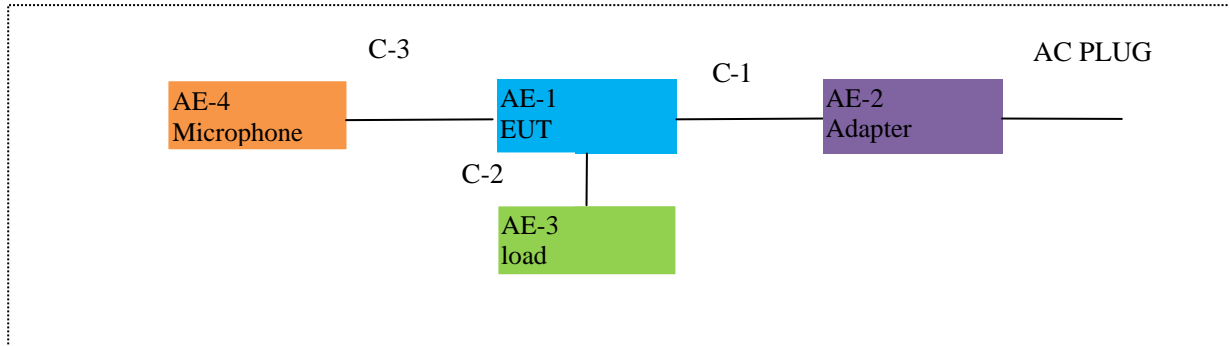 C-3
C-1
AC PLUG
AE-4
Microphone
AE-1
EUT
AE-2
Adapter
C-2
AE-3
load